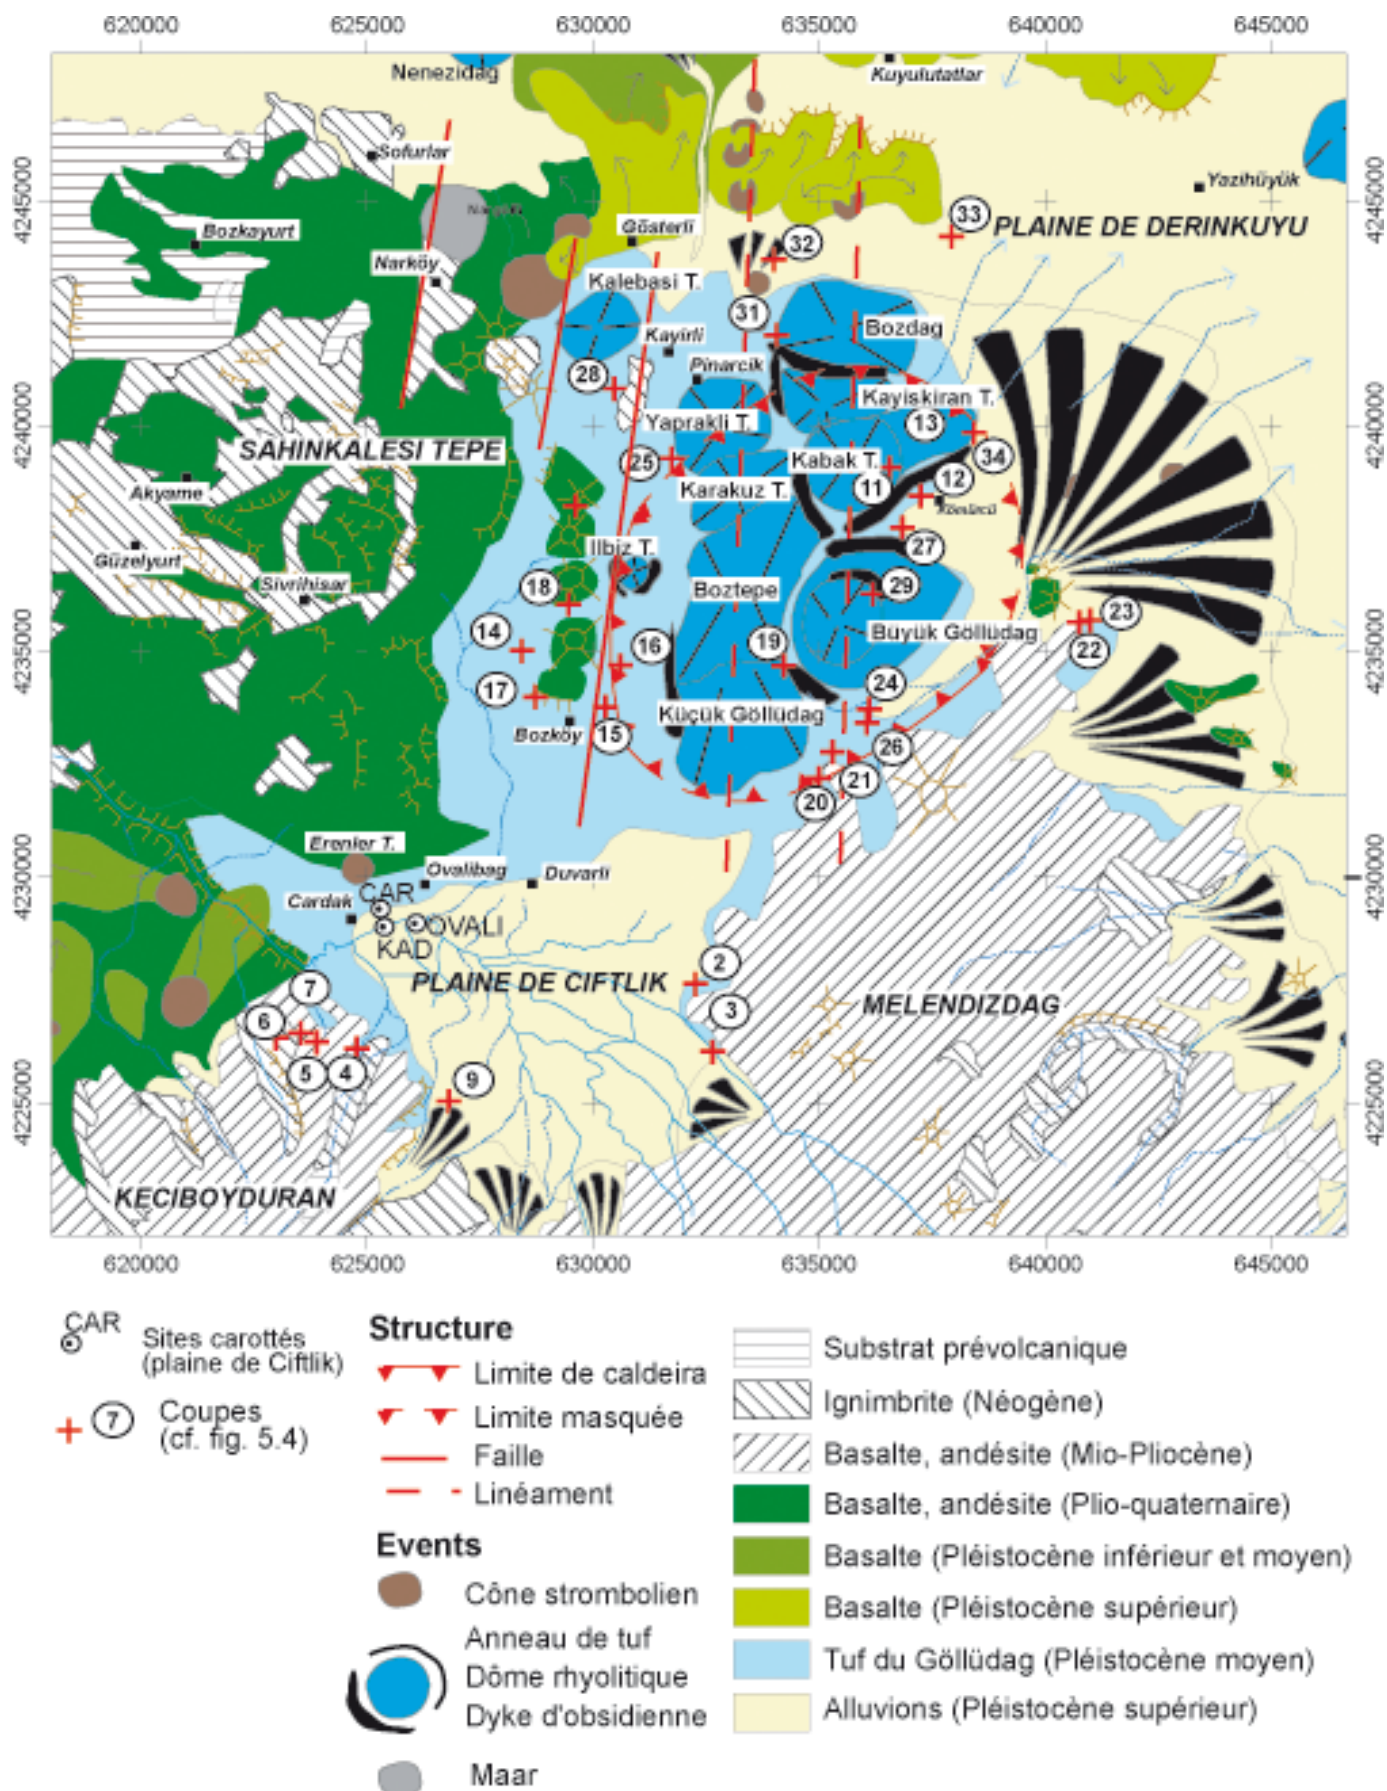 620000 625000 630000 635000 640000 645000
Nenezidag
Kuyulutatlar
Sofurlar
4245000
Yazihüyük
4245000
33
PLAINE DE DERINKUYU
Bozkayurt
Gösterli
32
Narköy
Kalebasi T.
31
Bozdag
Kayirli
28
Pinarcik
Kayiskiran T.
4240000
Yaprakli T.
13
4240000
SAHINKALESI TEPE
34
25
Kabak T.
12
Akyame
Karakuz T.
11
Kömürcü
Güzelyurt
Ilbiz T.
27
Sivrihisar
18
Boztepe
29
23
14
Büyük Göllüdag
4235000
16
19
22
4235000
17
24
Küçük Göllüdag
Bozköy
15
26
21
20
Erenler T.
Ovalibag
Duvarli
4230000
CAR
4230000
Cardak
OVALI
KAD
2
PLAINE DE CIFTLIK
7
MELENDIZDAG
3
6
5
4
9
4225000
4225000
KECIBOYDURAN
620000 625000 630000 635000 640000 645000
CAR
Sites carottés
(plaine de Ciftlik)
7
Coupes
(cf. fig. 5.4)
Structure
Limite de caldeira
Limite masquée
Faille
Linéament
Events
Cône strombolien
Anneau de tuf
Dôme rhyolitique
Dyke d'obsidienne
Maar
Substrat prévolcanique
Ignimbrite (Néogène)
Basalte, andésite (Mio-Pliocène)
Basalte, andésite (Plio-quaternaire)
Basalte (Pléistocène inférieur et moyen)
Basalte (Pléistocène supérieur)
Tuf du Göllüdag (Pléistocène moyen)
Alluvions (Pléistocène supérieur)